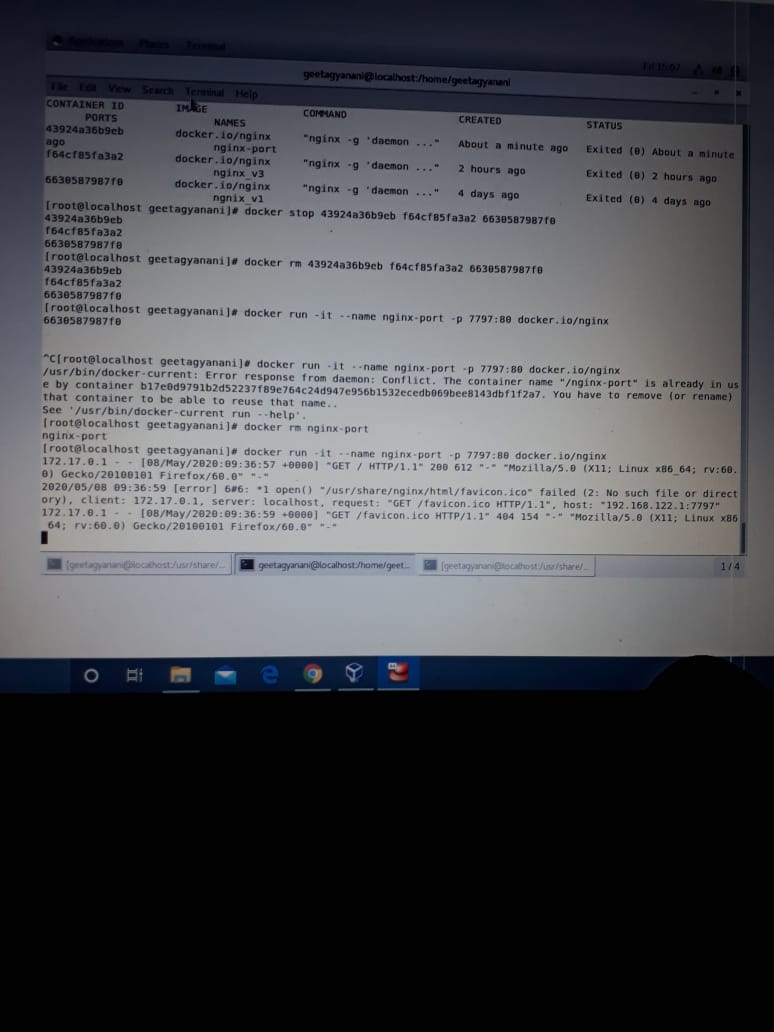 Applications Places Terminal
Fri 15:07
geetagyanani@localhost:/home/geetagyanani
File Edit View Search Terminal Help
CONTAINER ID IMAGE COMMAND CREATED STATUS
PORTS NAMES
43924a36b9eb docker.io/nginx "nginx -g 'daemon ..." About a minute ago Exited (0) About a minute
ago nginx-port
f64cf85fa3a2 docker.io/nginx "nginx -g 'daemon ..." 2 hours ago Exited (0) 2 hours ago
nginx_v3
6630587987f0 docker.io/nginx "nginx -g 'daemon ..." 4 days ago Exited (0) 4 days ago
ngnix_v1
[root@localhost geetagyanani]# docker stop 43924a36b9eb f64cf85fa3a2 6630587987f0
43924a36b9eb
f64cf85fa3a2
6630587987f0
[root@localhost geetagyanani]# docker rm 43924a36b9eb f64cf85fa3a2 6630587987f0
43924a36b9eb
f64cf85fa3a2
6630587987f0
[root@localhost geetagyanani]# docker run -it --name nginx-port -p 7797:80 docker.io/nginx
6630587987f0
^C[root@localhost geetagyanani]# docker run -it --name nginx-port -p 7797:80 docker.io/nginx
/usr/bin/docker-current: Error response from daemon: Conflict. The container name "/nginx-port" is already in us
e by container b17e0d9791b2d52237f89e764c24d947e956b1532ecedb069bee8143dbf1f2a7. You have to remove (or rename)
that container to be able to reuse that name..
See '/usr/bin/docker-current run --help'.
[root@localhost geetagyanani]# docker rm nginx-port
nginx-port
[root@localhost geetagyanani]# docker run -it --name nginx-port -p 7797:80 docker.io/nginx
172.17.0.1 - - [08/May/2020:09:36:57 +0000] "GET / HTTP/1.1" 200 612 "-" "Mozilla/5.0 (X11; Linux x86_64; rv:60.
0) Gecko/20100101 Firefox/60.0" "-"
2020/05/08 09:36:59 [error] 6#6: *1 open() "/usr/share/nginx/html/favicon.ico" failed (2: No such file or direct
ory), client: 172.17.0.1, server: localhost, request: "GET /favicon.ico HTTP/1.1", host: "192.168.122.1:7797"
172.17.0.1 - - [08/May/2020:09:36:59 +0000] "GET /favicon.ico HTTP/1.1" 404 154 "-" "Mozilla/5.0 (X11; Linux x86
_64; rv:60.0) Gecko/20100101 Firefox/60.0" "-"
[geetagyanani@localhost:/usr/share/... geetagyanani@localhost:/home/geet... [geetagyanani@localhost:/usr/share/... 1 / 4